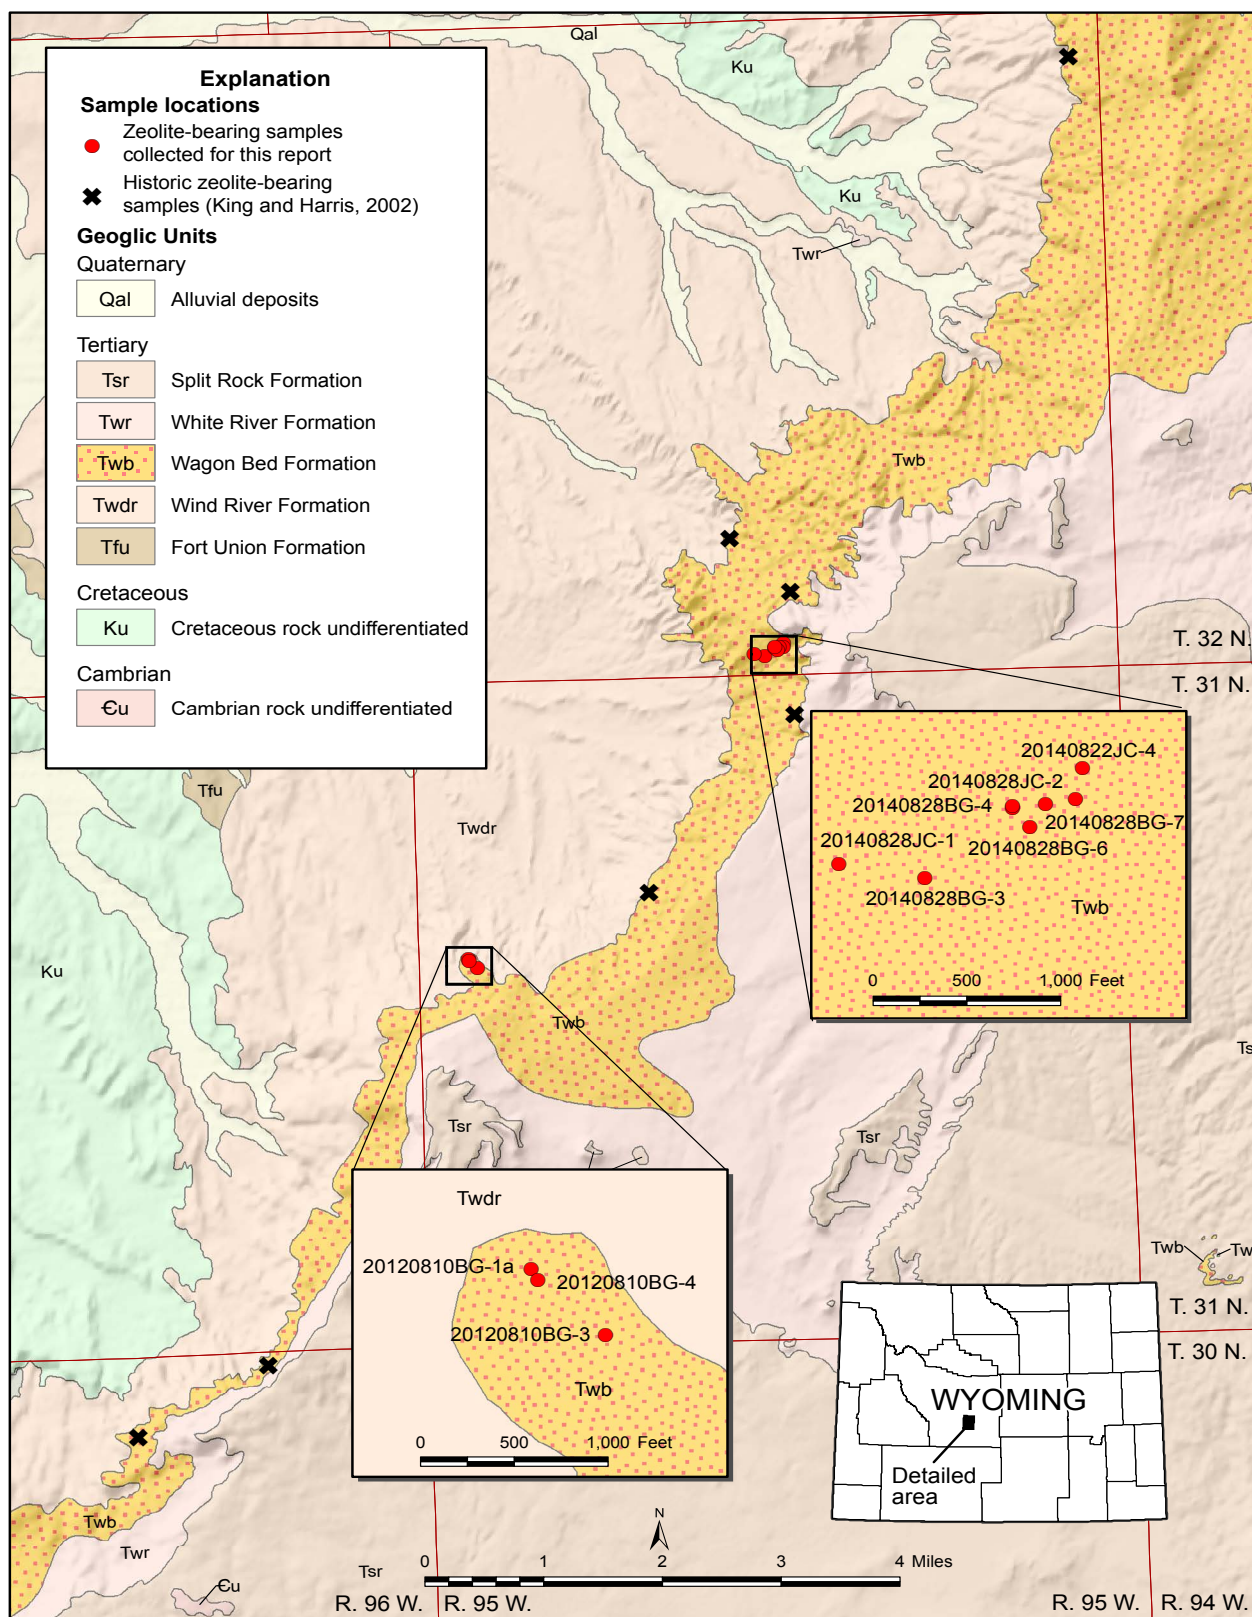 Explanation
Sample locations
Zeolite-bearing samples
collected for this report
Historic zeolite-bearing
samples (King and Harris, 2002)
Geoglic Units
Quaternary
Qal Alluvial deposits
Tertiary
Tsr Split Rock Formation
Twr White River Formation
Twb Wagon Bed Formation
Twdr Wind River Formation
Tfu Fort Union Formation
Cretaceous
Ku Cretaceous rock undifferentiated
Cambrian
Ꞓu Cambrian rock undifferentiated
Qal
Ku
Ku
Twr
Twb
T. 32 N.
T. 31 N.
Tfu
Twdr
20140822JC-4
20140828JC-2
20140828BG-4
20140828BG-7
20140828JC-1
20140828BG-6
20140828BG-3
Twb
0 500 1,000 Feet
Ku
Twb
Ts
Tsr
Tsr
Twdr
20120810BG-1a
20120810BG-4
20120810BG-3
Twb
0 500 1,000 Feet
Twb
Tw
T. 31 N.
T. 30 N.
WYOMING
Detailed
area
Twb
Twr
N
Tsr
0 1 2 3 4 Miles
Ꞓu
R. 96 W. R. 95 W.
R. 95 W. R. 94 W.